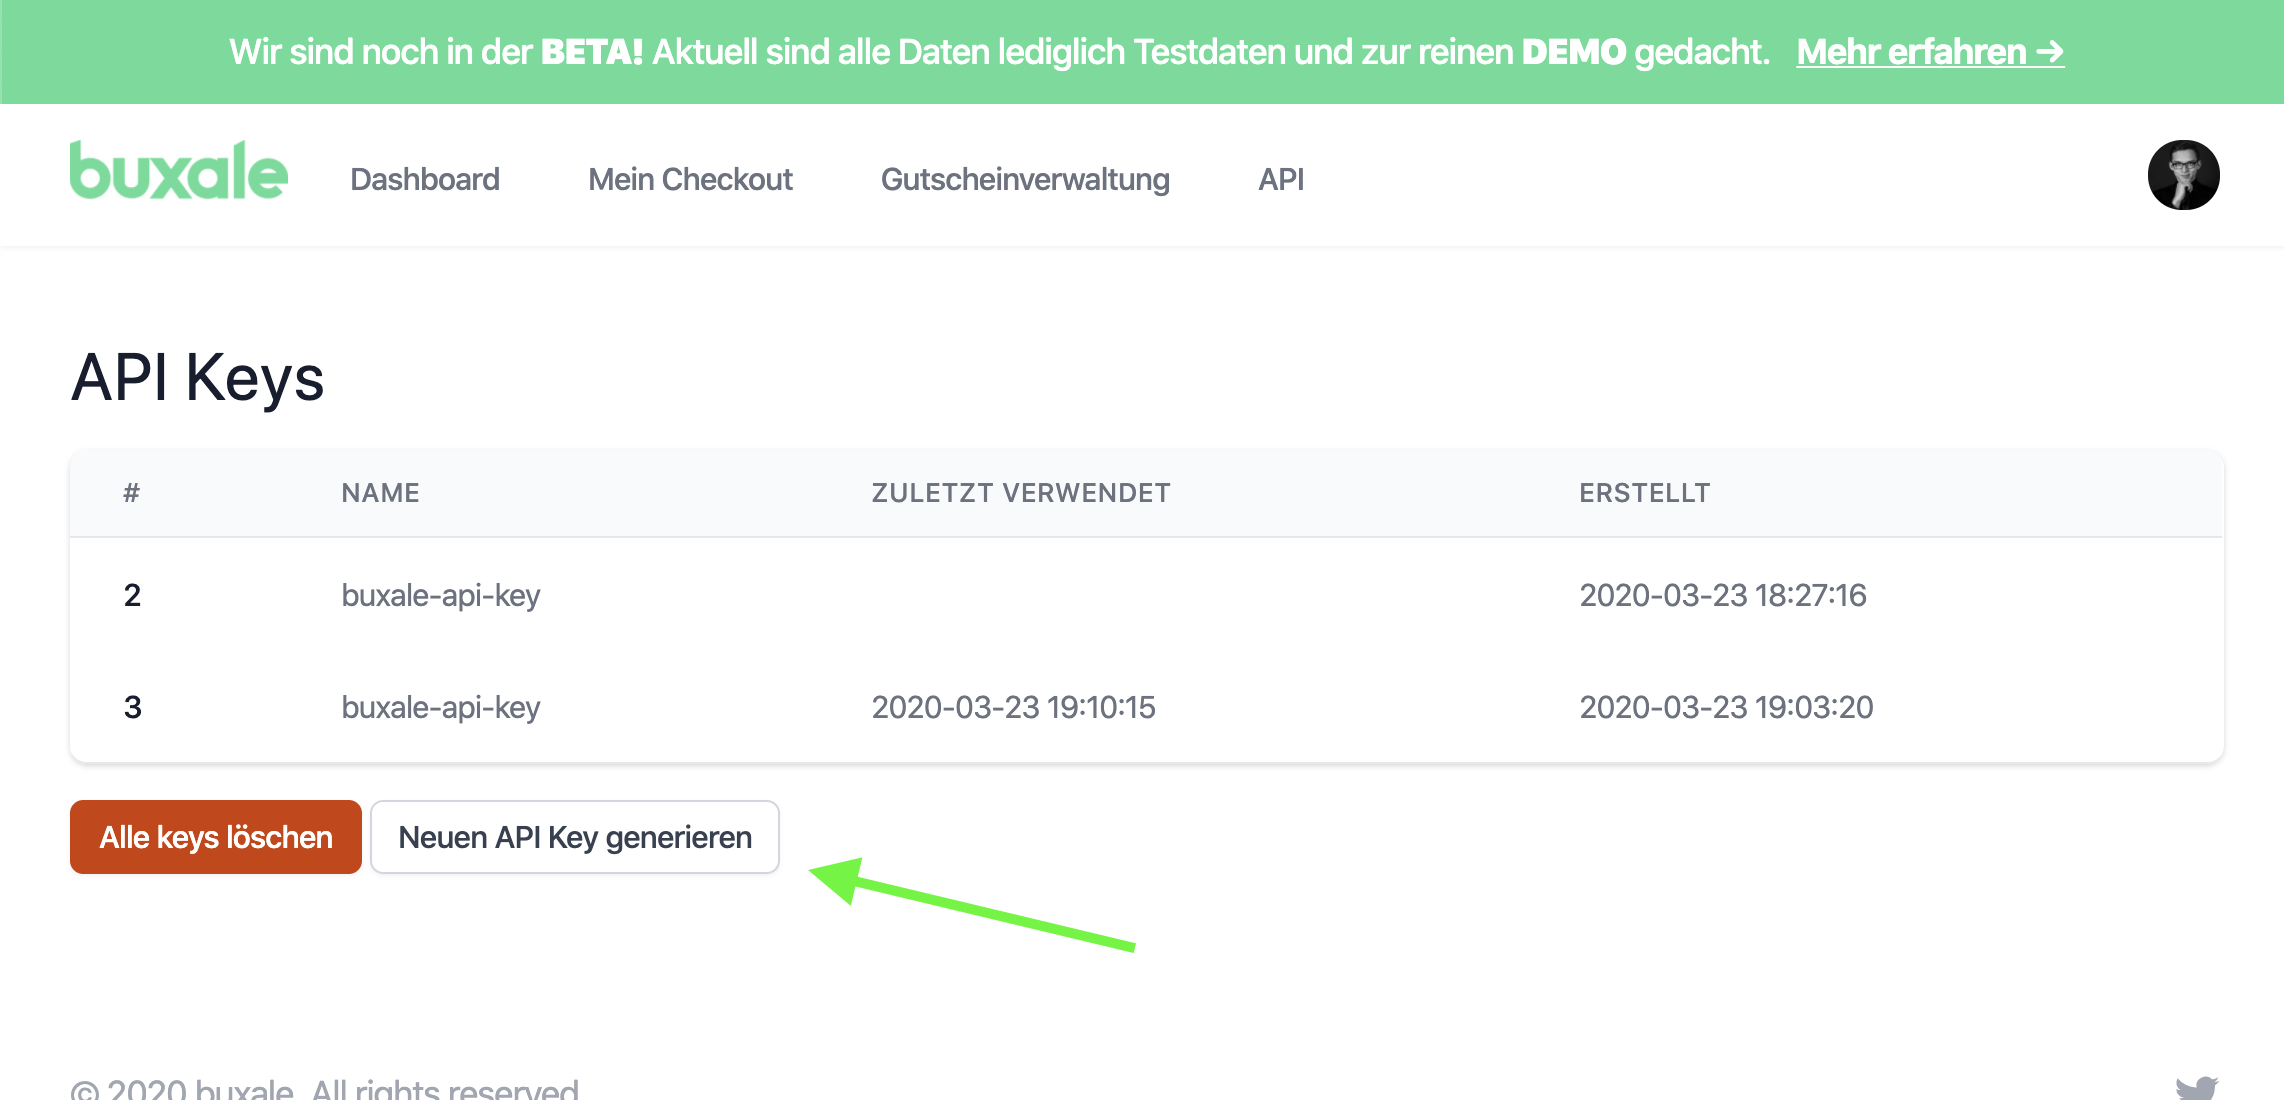 Wir sind noch in der BETA! Aktuell sind alle Daten lediglich Testdaten und zur reinen DEMO gedacht. Mehr erfahren →
buxale Dashboard Mein Checkout Gutscheinverwaltung API
API Keys
# NAME ZULETZT VERWENDET ERSTELLT
2 buxale-api-key 2020-03-23 18:27:16
3 buxale-api-key 2020-03-23 19:10:15 2020-03-23 19:03:20
Alle keys löschen Neuen API Key generieren
© 2020 buxale. All rights reserved